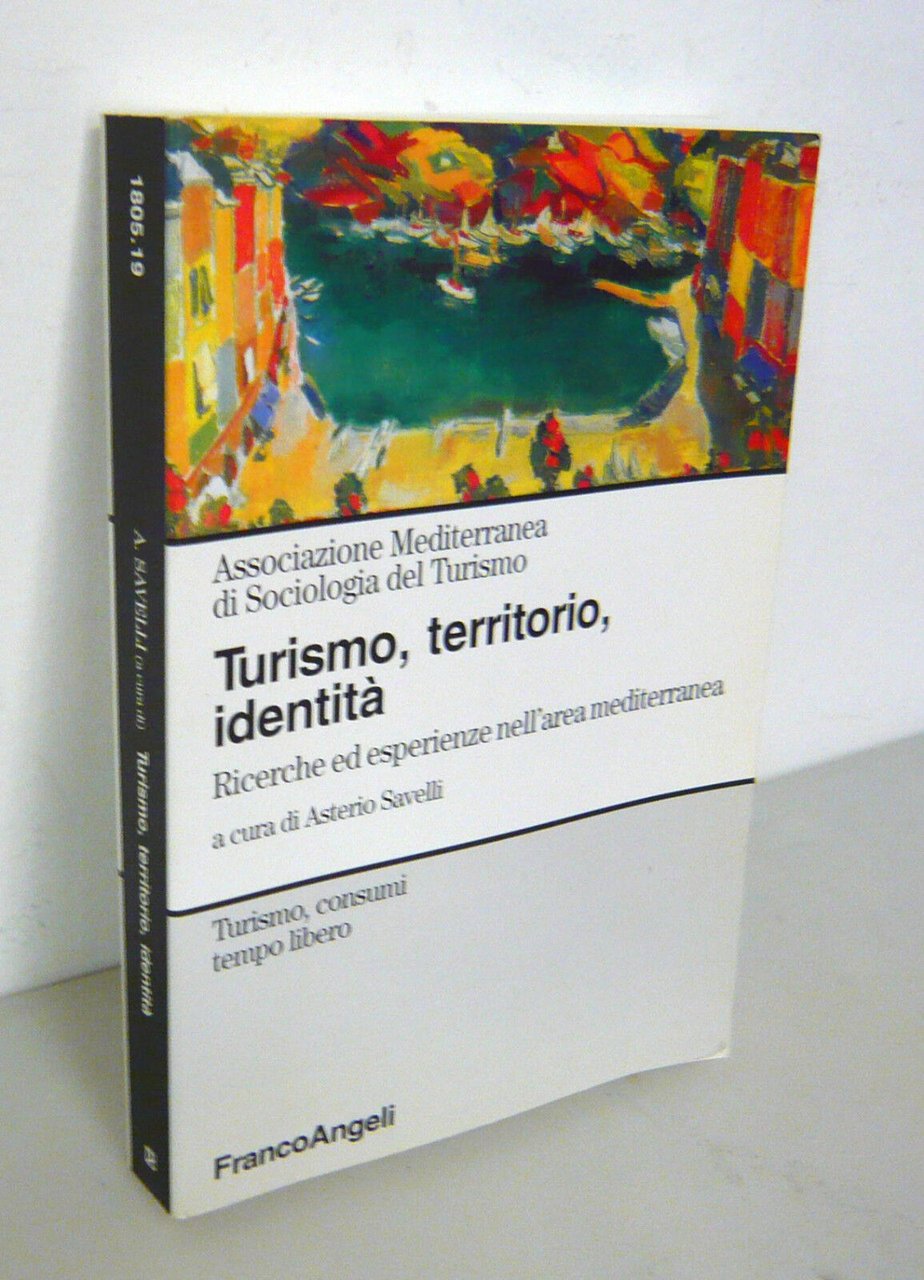 1805.19
A. SAVELLI (a cura di) Turismo, territorio, identità
Associazione Mediterranea
di Sociologia del Turismo
Turismo, territorio,
identità
Ricerche ed esperienze nell'area mediterranea
a cura di Asterio Savelli
Turismo, consumi
tempo libero
FrancoAngeli